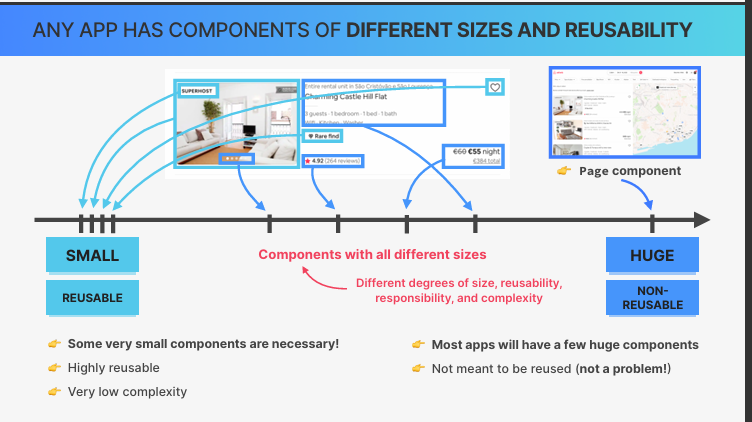 ANY APP HAS COMPONENTS OF DIFFERENT SIZES AND REUSABILITY
SUPERHOST
Entire rental unit in São Cristóvão e São Lourenço
Charming Castle Hill Flat
3 guests · 1 bedroom · 1 bed · 1 bath
Wifi · Kitchen · Washer
Rare find
4.92 (264 reviews)
€60 €55 night
€384 total
👉 Page component
SMALL
REUSABLE
Components with all different sizes
Different degrees of size, reusability,
responsibility, and complexity
HUGE
NON-
REUSABLE
👉 Some very small components are necessary!
👉 Highly reusable
👉 Very low complexity
👉 Most apps will have a few huge components
👉 Not meant to be reused (not a problem!)